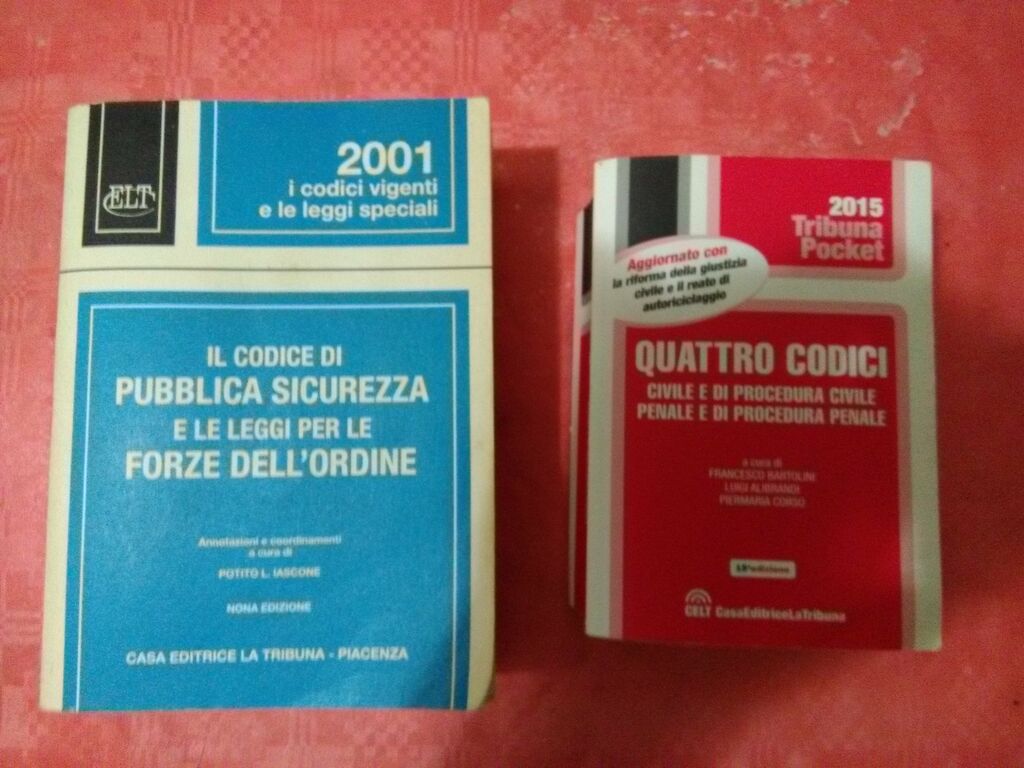 ELT
2001
i codici vigenti
e le leggi speciali
IL CODICE DI
PUBBLICA SICUREZZA
E LE LEGGI PER LE
FORZE DELL'ORDINE
Annotazioni e coordinamenti
a cura di
POTITO L. IASCONE
NONA EDIZIONE
CASA EDITRICE LA TRIBUNA - PIACENZA
2015
Tribuna
Pocket
Aggiornato con
la riforma della giustizia
civile e il reato di
autoriciclaggio
QUATTRO CODICI
CIVILE E DI PROCEDURA CIVILE
PENALE E DI PROCEDURA PENALE
a cura di
FRANCESCO BARTOLINI
LUIGI ALIBRANDI
PIERMARIA CORSO
edizione
CELT CasaEditriceLaTribuna